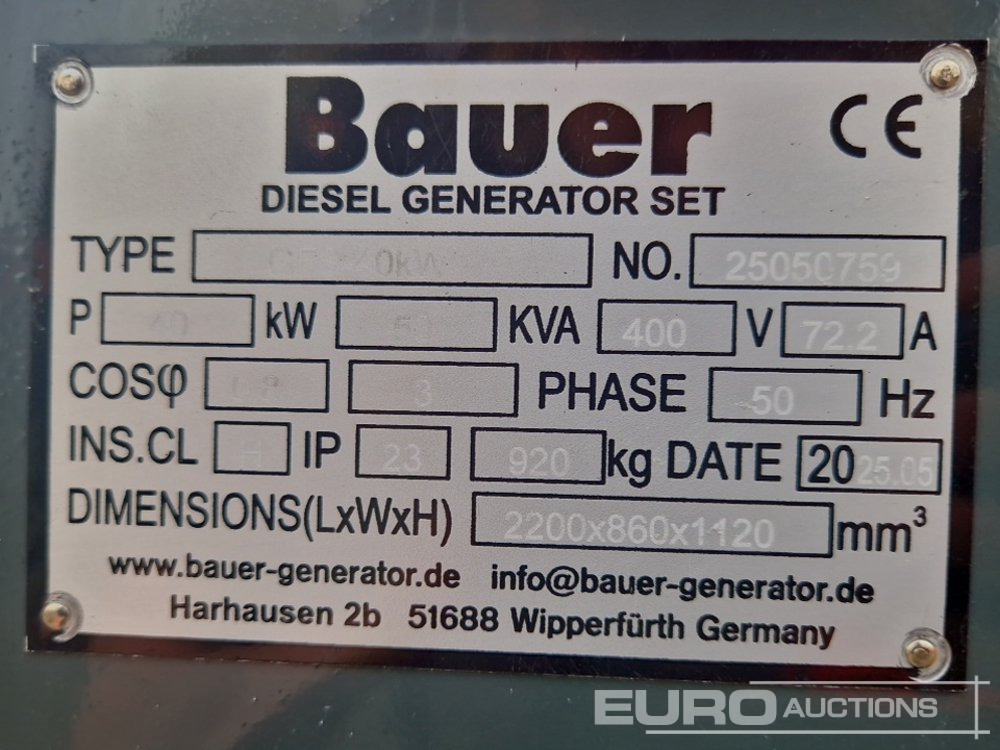 Bauer CE
DIESEL GENERATOR SET
TYPE NO. 25050759
P 40 kW 50 KVA 400 V 72.2 A
COSφ 3 PHASE 50 Hz
INS.CL H IP 23 920 kg DATE 2025.05
DIMENSIONS(LxWxH) 2200x860x1120 mm³
www.bauer-generator.de info@bauer-generator.de
Harhausen 2b 51688 Wipperfürth Germany
EURO AUCTIONS